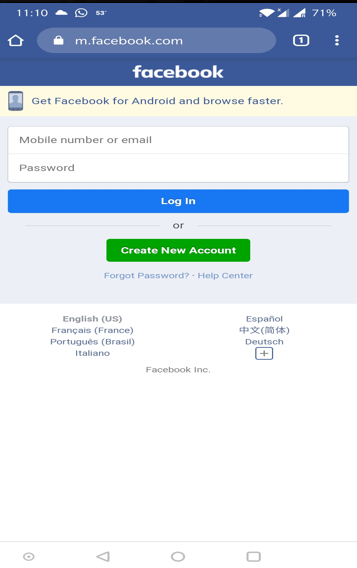 11:10 53° 71%
m.facebook.com 1
facebook
Get Facebook for Android and browse faster.
Mobile number or email
Password
Log In
or
Create New Account
Forgot Password? · Help Center
English (US) Español
Français (France) 中文(简体)
Português (Brasil) Deutsch
Italiano +
Facebook Inc.